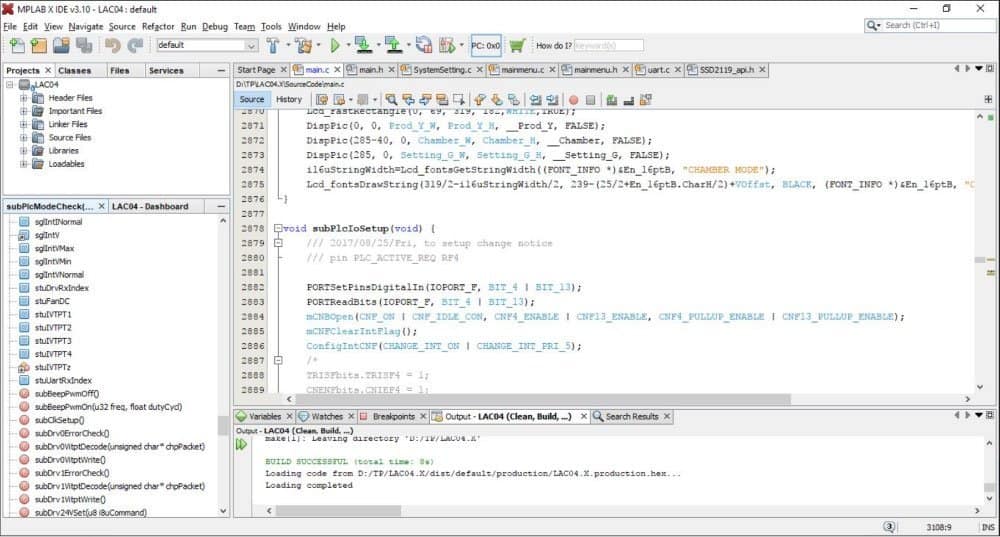 MPLAB X IDE v3.10 - LAC04 : default
File Edit View Navigate Source Refactor Run Debug Team Tools Window Help
Search (Ctrl+I)
default
PC: 0x0
How do I? Keyword(s)
Projects Classes Files Services
LAC04
Header Files
Important Files
Linker Files
Source Files
Libraries
Loadables
subPlcModeCheck(... LAC04 - Dashboard
sglIntINormal
sglIntV
sglIntVMax
sglIntVMin
sglIntVNormal
stuDrvRxIndex
stuFanDC
stuIVTPT1
stuIVTPT2
stuIVTPT3
stuIVTPT4
stuIVTPTz
stuUartRxIndex
subBeepPwmOff()
subBeepPwmOn(u32 freq, float dutyCycl)
subClkSetup()
subDrv0ErrorCheck()
subDrv0VitptDecode(unsigned char* chpPacket)
subDrv0VitptWrite()
subDrv1ErrorCheck()
subDrv1VitptDecode(unsigned char* chpPacket)
subDrv1VitptWrite()
subDrv24VSet(u8 i8uCommand)
Start Page main.c main.h SystemSetting.c mainmenu.c mainmenu.h uart.c SSD2119_api.h
D:\TP\LAC04.X\SourceCode\main.c
Source History
2870 Lcd_fastRectangle(0, 69, 319, 182,WHITE,TRUE);
2871 DispPic(0, 0, Prod_Y_W, Prod_Y_H, __Prod_Y, FALSE);
2872 DispPic(285-40, 0, Chamber_W, Chamber_H, __Chamber, FALSE);
2873 DispPic(285, 0, Setting_G_W, Setting_G_H, __Setting_G, FALSE);
2874 i16uStringWidth=Lcd_fontsGetStringWidth((FONT_INFO *)&En_16ptB, "CHAMBER MODE");
2875 Lcd_fontsDrawString(319/2-i16uStringWidth/2, 239-(25/2+En_16ptB.CharH/2)+VOffst, BLACK, (FONT_INFO *)&En_16ptB, "C
2876 }
2877
2878 void subPlcIoSetup(void) {
2879 /// 2017/08/25/Fri, to setup change notice
2880 /// pin PLC_ACTIVE_REQ RF4
2881
2882 PORTSetPinsDigitalIn(IOPORT_F, BIT_4 | BIT_13);
2883 PORTReadBits(IOPORT_F, BIT_4 | BIT_13);
2884 mCNBOpen(CNF_ON | CNF_IDLE_CON, CNF4_ENABLE | CNF13_ENABLE, CNF4_PULLUP_ENABLE | CNF13_PULLUP_ENABLE);
2885 mCNFClearIntFlag();
2886 ConfigIntCNF(CHANGE_INT_ON | CHANGE_INT_PRI_5);
2887 /*
2888 TRISFbits.TRISF4 = 1;
2889 CNENFbits.CNIEF4 = 1;
Variables Watches Breakpoints Output - LAC04 (Clean, Build, ...) Search Results
Output - LAC04 (Clean, Build, ...)
make[1]: Leaving directory 'D:/TP/LAC04.X'
BUILD SUCCESSFUL (total time: 8s)
Loading code from D:/TP/LAC04.X/dist/default/production/LAC04.X.production.hex...
Loading completed
3 3108:9 INS